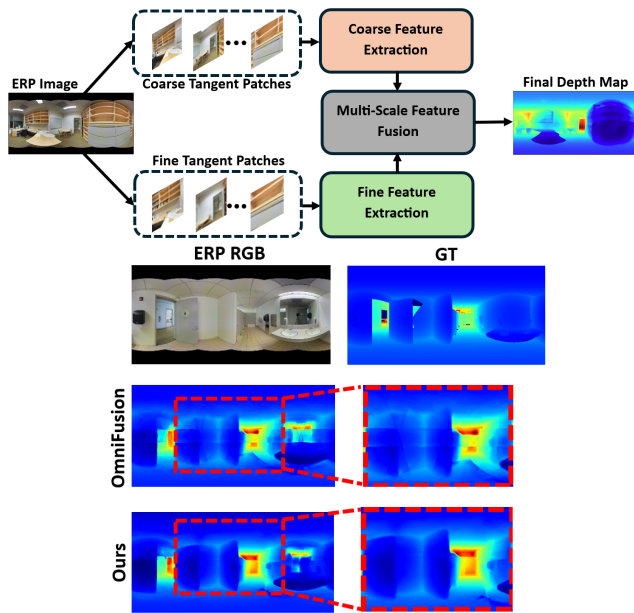 Coarse Feature
Extraction
ERP Image
Coarse Tangent Patches
Final Depth Map
Multi-Scale Feature
Fusion
Fine Tangent Patches
Fine Feature
Extraction
ERP RGB
GT
OmniFusion
Ours